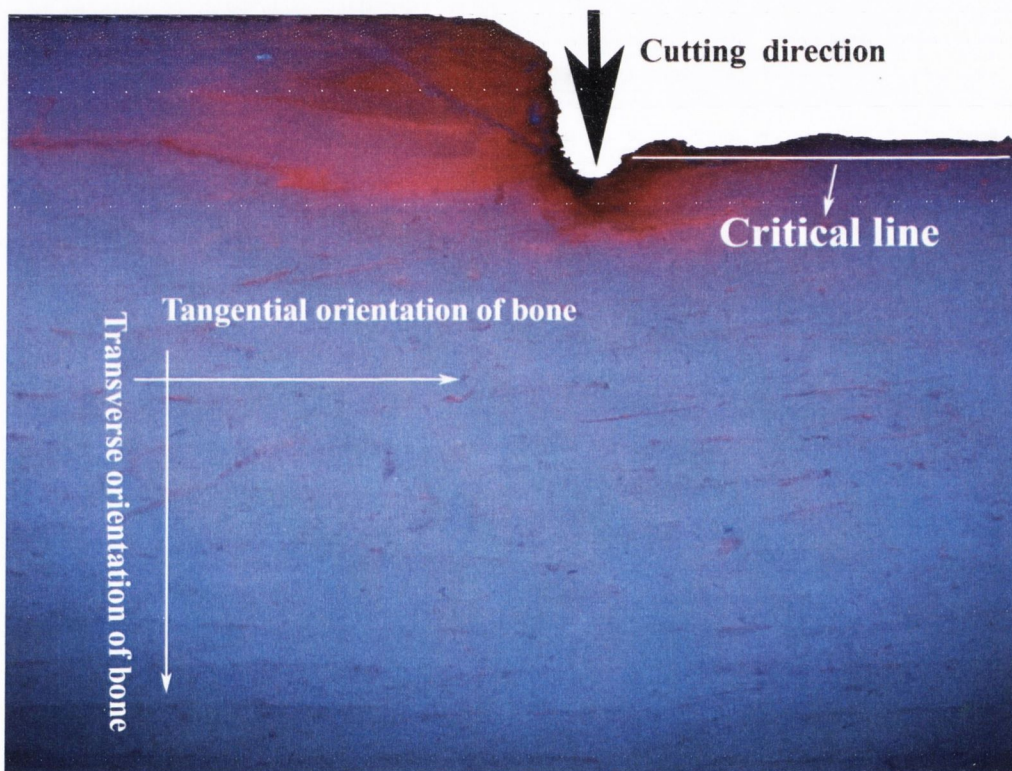 Cutting direction
Critical line
Tangential orientation of bone
Transverse orientation of bone